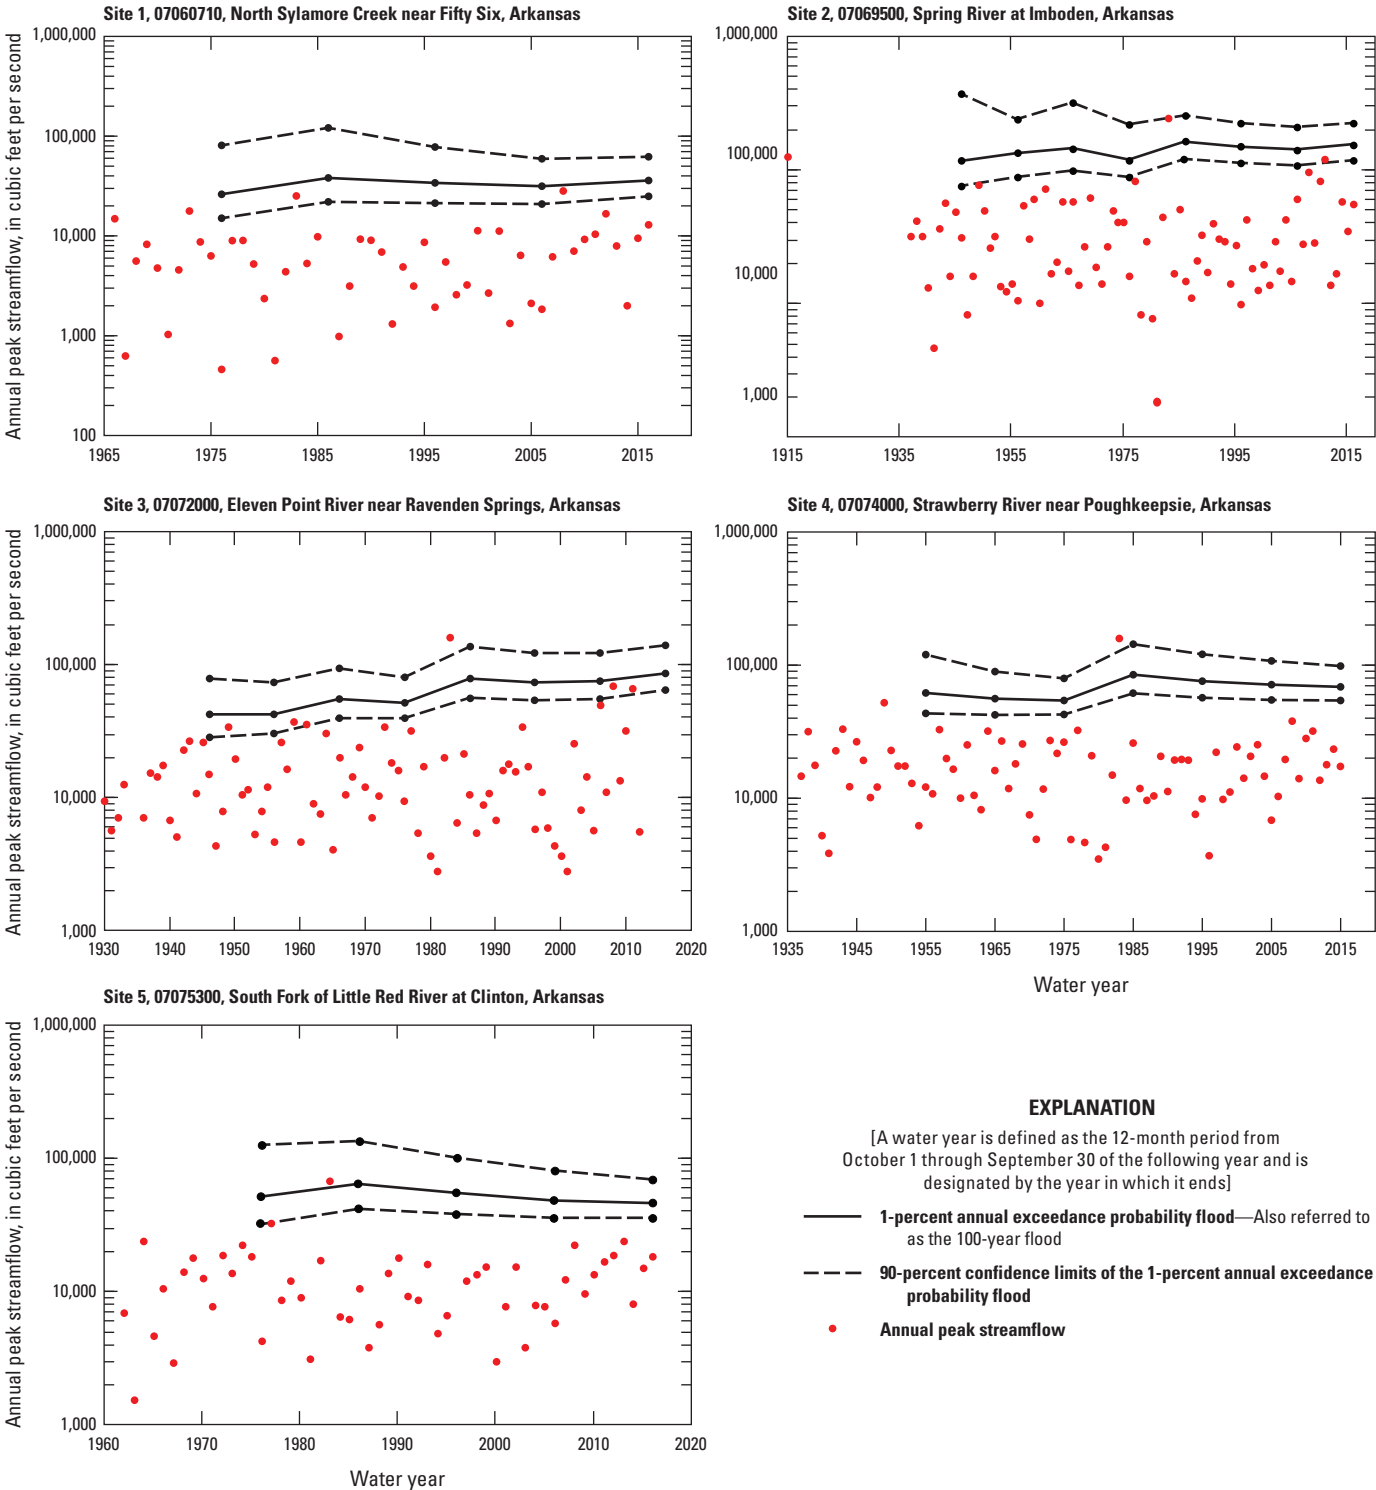 Site 1, 07060710, North Sylamore Creek near Fifty Six, Arkansas
Annual peak streamflow, in cubic feet per second
1,000,000
100,000
10,000
1,000
100
1965 1975 1985 1995 2005 2015
Site 2, 07069500, Spring River at Imboden, Arkansas
1,000,000
100,000
10,000
1,000
1915 1935 1955 1975 1995 2015
Site 3, 07072000, Eleven Point River near Ravenden Springs, Arkansas
Annual peak streamflow, in cubic feet per second
1,000,000
100,000
10,000
1,000
1930 1940 1950 1960 1970 1980 1990 2000 2010 2020
Site 4, 07074000, Strawberry River near Poughkeepsie, Arkansas
1,000,000
100,000
10,000
1,000
1935 1945 1955 1965 1975 1985 1995 2005 2015
Water year
Site 5, 07075300, South Fork of Little Red River at Clinton, Arkansas
Annual peak streamflow, in cubic feet per second
1,000,000
100,000
10,000
1,000
1960 1970 1980 1990 2000 2010 2020
Water year
EXPLANATION
[A water year is defined as the 12-month period from
October 1 through September 30 of the following year and is
designated by the year in which it ends]
1-percent annual exceedance probability flood—Also referred to
as the 100-year flood
90-percent confidence limits of the 1-percent annual exceedance
probability flood
Annual peak streamflow